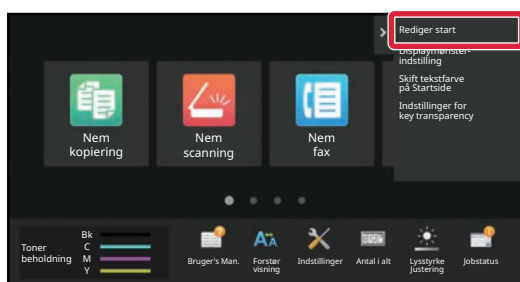 Rediger start
Displaymønster-
indstilling
Skift tekstfarve
på Startside
Indstillinger for
key transparency
Nem
kopiering
Nem
scanning
Nem
fax
Toner
beholdning
Bk
C
M
Y
Bruger's Man.
Forstør
visning
Indstillinger
Antal i alt
Lysstyrke
Justering
Jobstatus